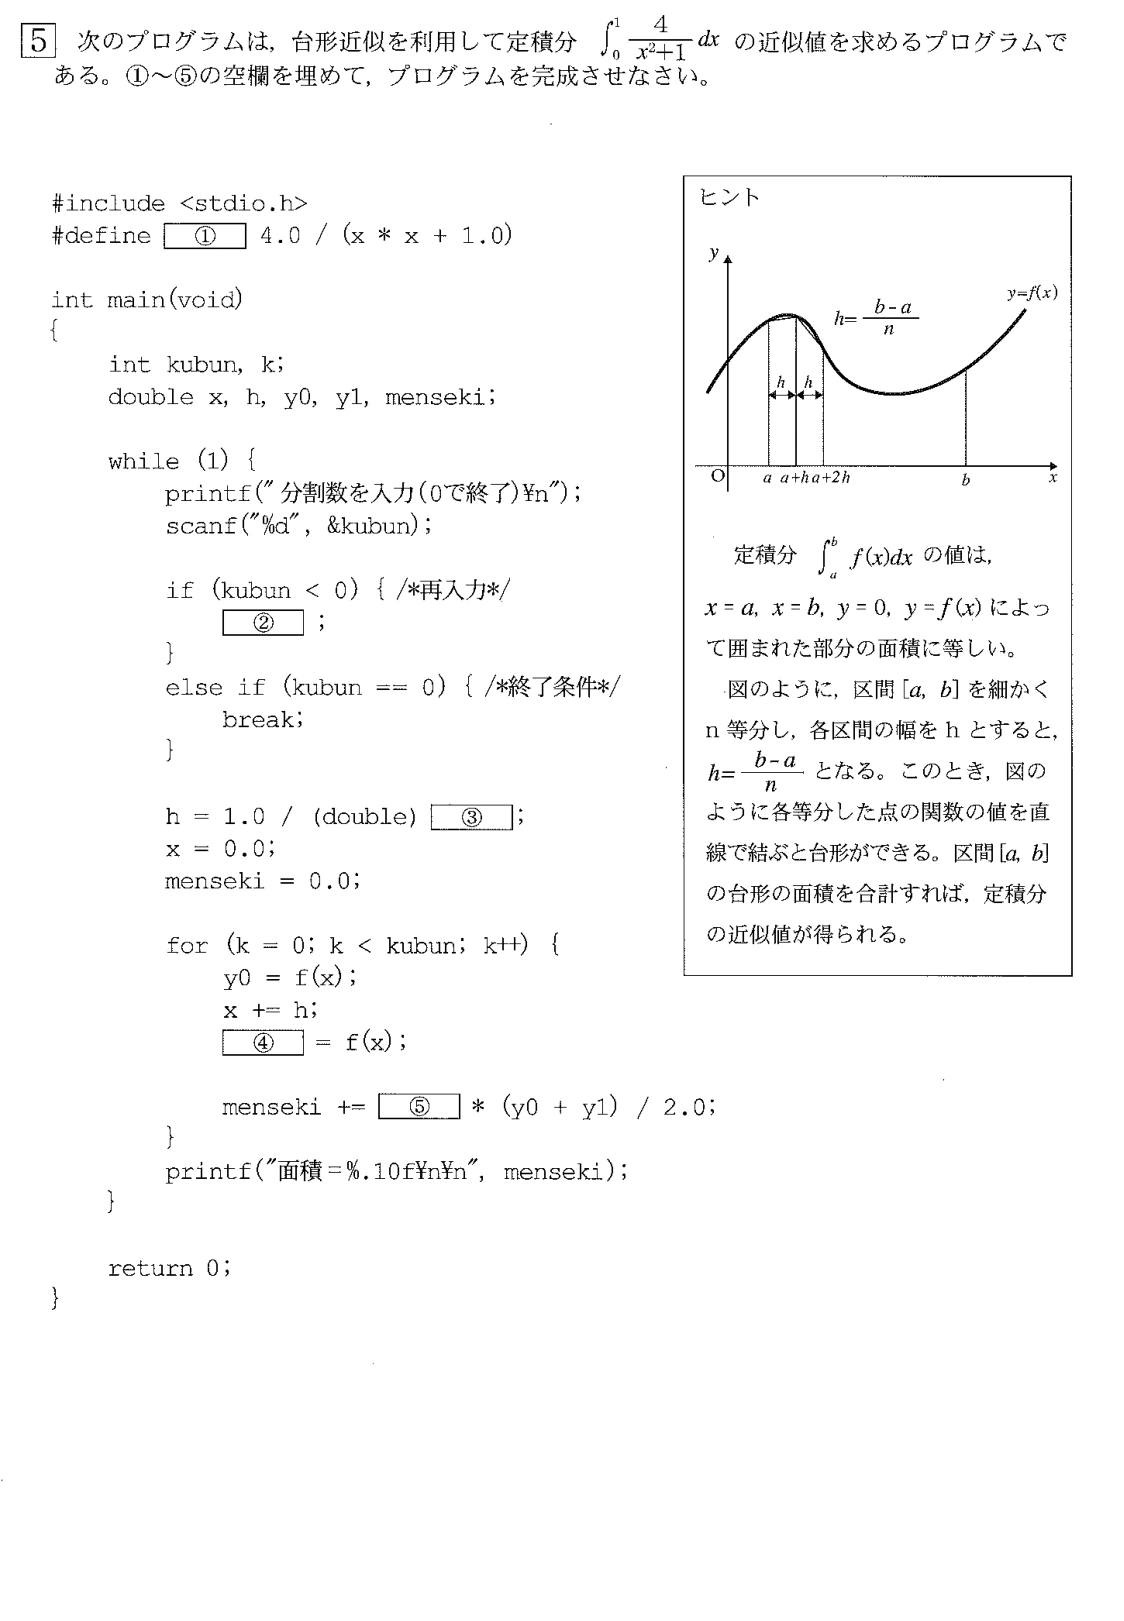 5 次のプログラムは，台形近似を利用して定積分 ∫₀¹ 4/(x²+1) dx の近似値を求めるプログラムで
ある。①〜⑤の空欄を埋めて，プログラムを完成させなさい。
#include <stdio.h>
#define ① 4.0 / (x * x + 1.0)
int main(void)
{
int kubun, k;
double x, h, y0, y1, menseki;
while (1) {
printf("分割数を入力(0で終了)¥n");
scanf("%d", &kubun);
if (kubun < 0) { /*再入力*/
② ;
}
else if (kubun == 0) { /*終了条件*/
break;
}
h = 1.0 / (double) ③ ;
x = 0.0;
menseki = 0.0;
for (k = 0; k < kubun; k++) {
y0 = f(x);
x += h;
④ = f(x);
menseki += ⑤ * (y0 + y1) / 2.0;
}
printf("面積=%.10f¥n¥n", menseki);
}
return 0;
}
ヒント
y
y=f(x)
h= (b-a)/n
h h
O a a+h a+2h b x
定積分 ∫ₐᵇ f(x)dx の値は，
x = a, x = b, y = 0, y = f(x) によっ
て囲まれた部分の面積に等しい。
図のように，区間 [a, b] を細かく
n 等分し，各区間の幅を h とすると，
h= (b-a)/n となる。このとき，図の
ように各等分した点の関数の値を直
線で結ぶと台形ができる。区間 [a, b]
の台形の面積を合計すれば，定積分
の近似値が得られる。